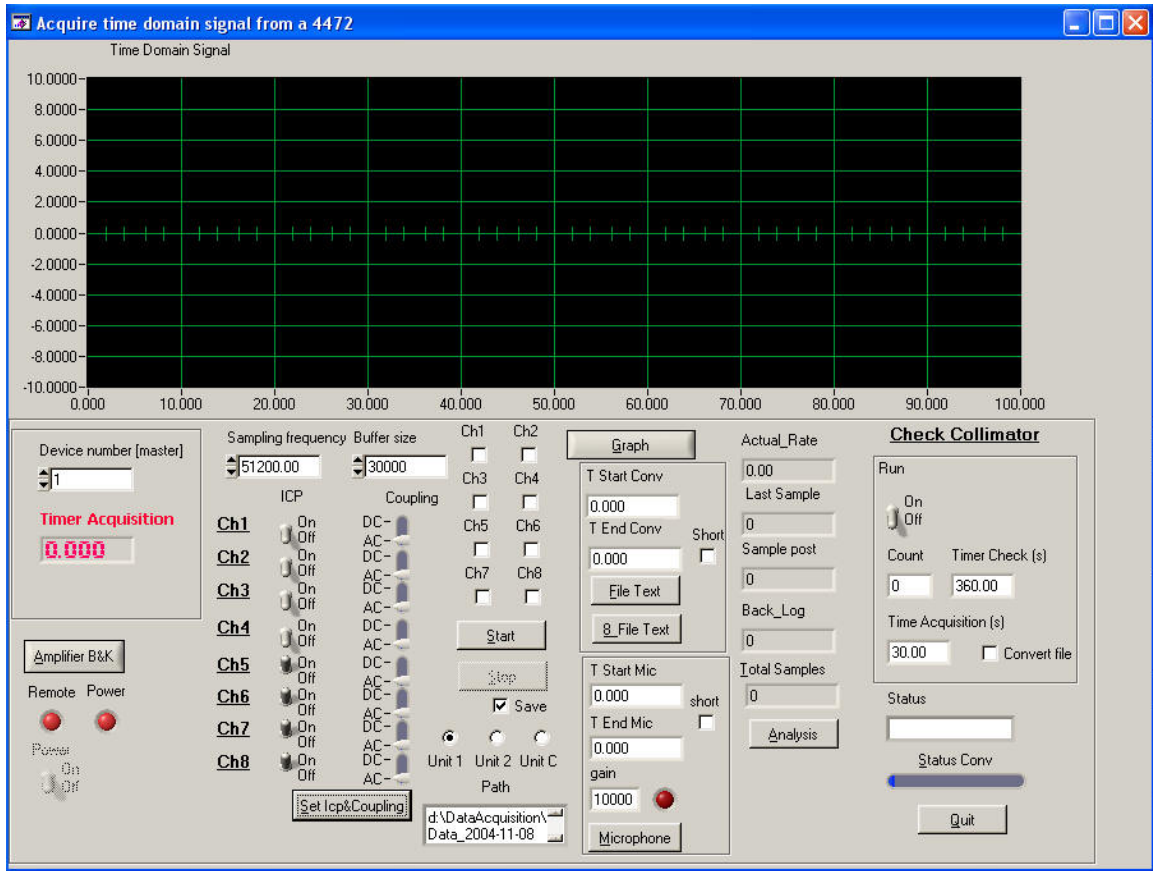 Acquire time domain signal from a 4472
Time Domain Signal
10.0000
8.0000
6.0000
4.0000
2.0000
0.0000
-2.0000
-4.0000
-6.0000
-8.0000
-10.0000
0.000 10.000 20.000 30.000 40.000 50.000 60.000 70.000 80.000 90.000 100.000
Device number [master]
1
Timer Acquisition
0.000
Amplifier B&K
Remote Power
Power
On
Off
Sampling frequency Buffer size
51200.00 30000
ICP Coupling
Ch1 On Off DC AC
Ch2 On Off DC AC
Ch3 On Off DC AC
Ch4 On Off DC AC
Ch5 On Off DC AC
Ch6 On Off DC AC
Ch7 On Off DC AC
Ch8 On Off DC AC
Set Icp&Coupling
Ch1 Ch2
Ch3 Ch4
Ch5 Ch6
Ch7 Ch8
Start
Stop
Save
Unit 1 Unit 2 Unit C
Path
d:\DataAcquisition\
Data_2004-11-08
Graph
T Start Conv
0.000
T End Conv
Short
0.000
File Text
8_File Text
T Start Mic
0.000
short
T End Mic
0.000
gain
10000
Microphone
Actual_Rate
0.00
Last Sample
0
Sample post
0
Back_Log
0
Total Samples
0
Analysis
Check Collimator
Run
On
Off
Count Timer Check (s)
0 360.00
Time Acquisition (s)
30.00 Convert file
Status
Status Conv
Quit